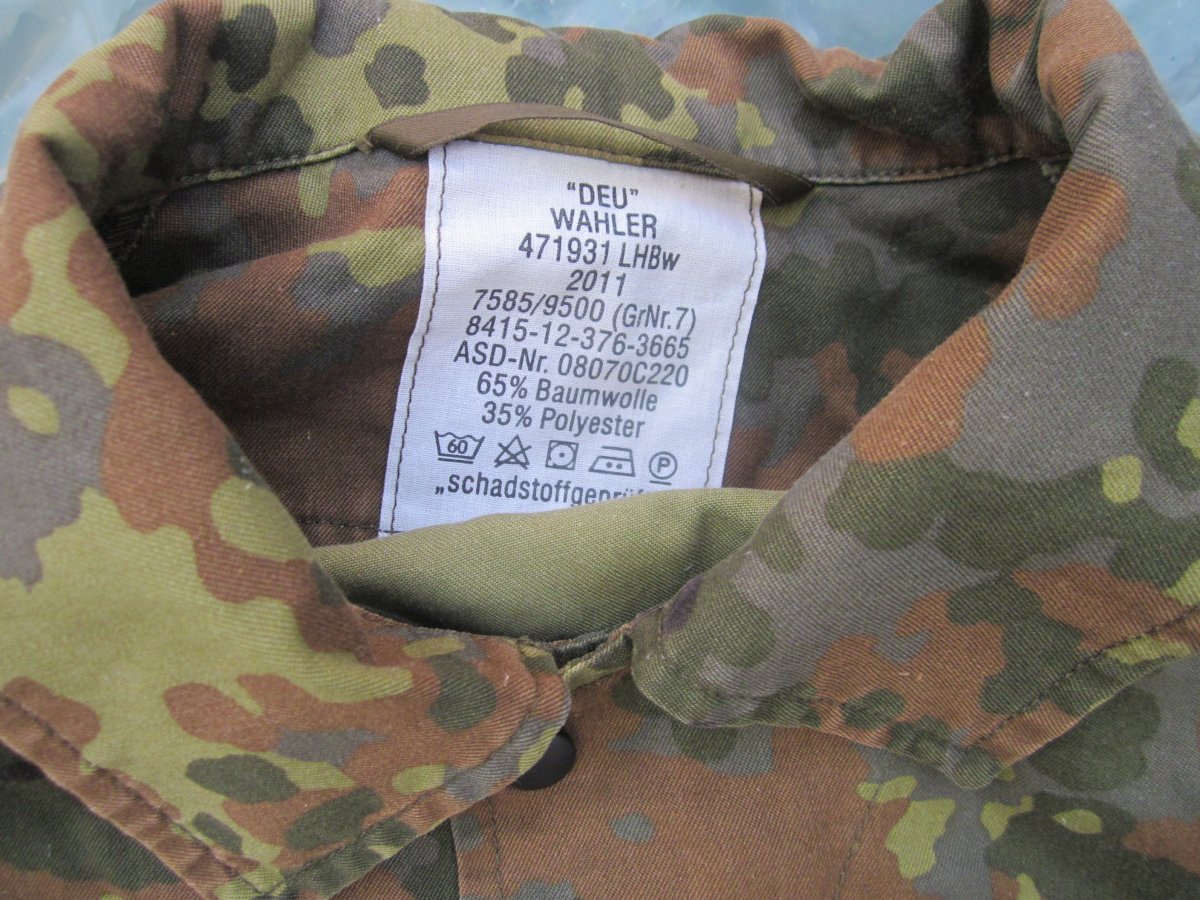 "DEU"
WAHLER
471931 LHBw
2011
7585/9500 (GrNr.7)
8415-12-376-3665
ASD-Nr. 08070C220
65% Baumwolle
35% Polyester
60 P